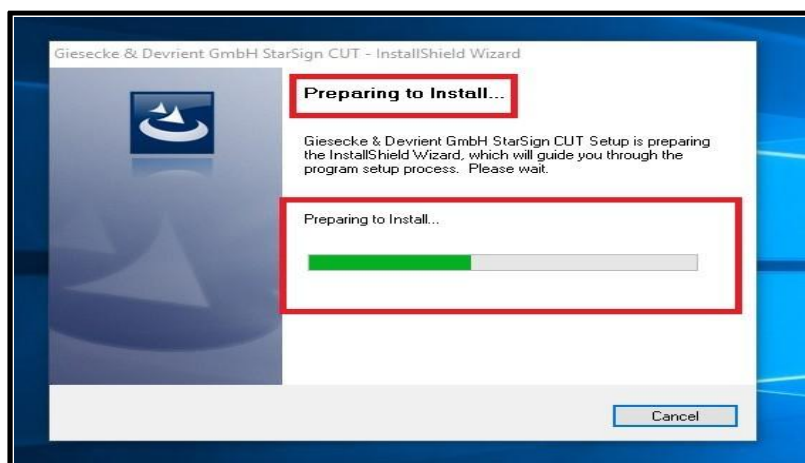 Giesecke & Devrient GmbH StarSign CUT - InstallShield Wizard
Preparing to Install...
Giesecke & Devrient GmbH StarSign CUT Setup is preparing
the InstallShield Wizard, which will guide you through the
program setup process. Please wait.
Preparing to Install...
Cancel